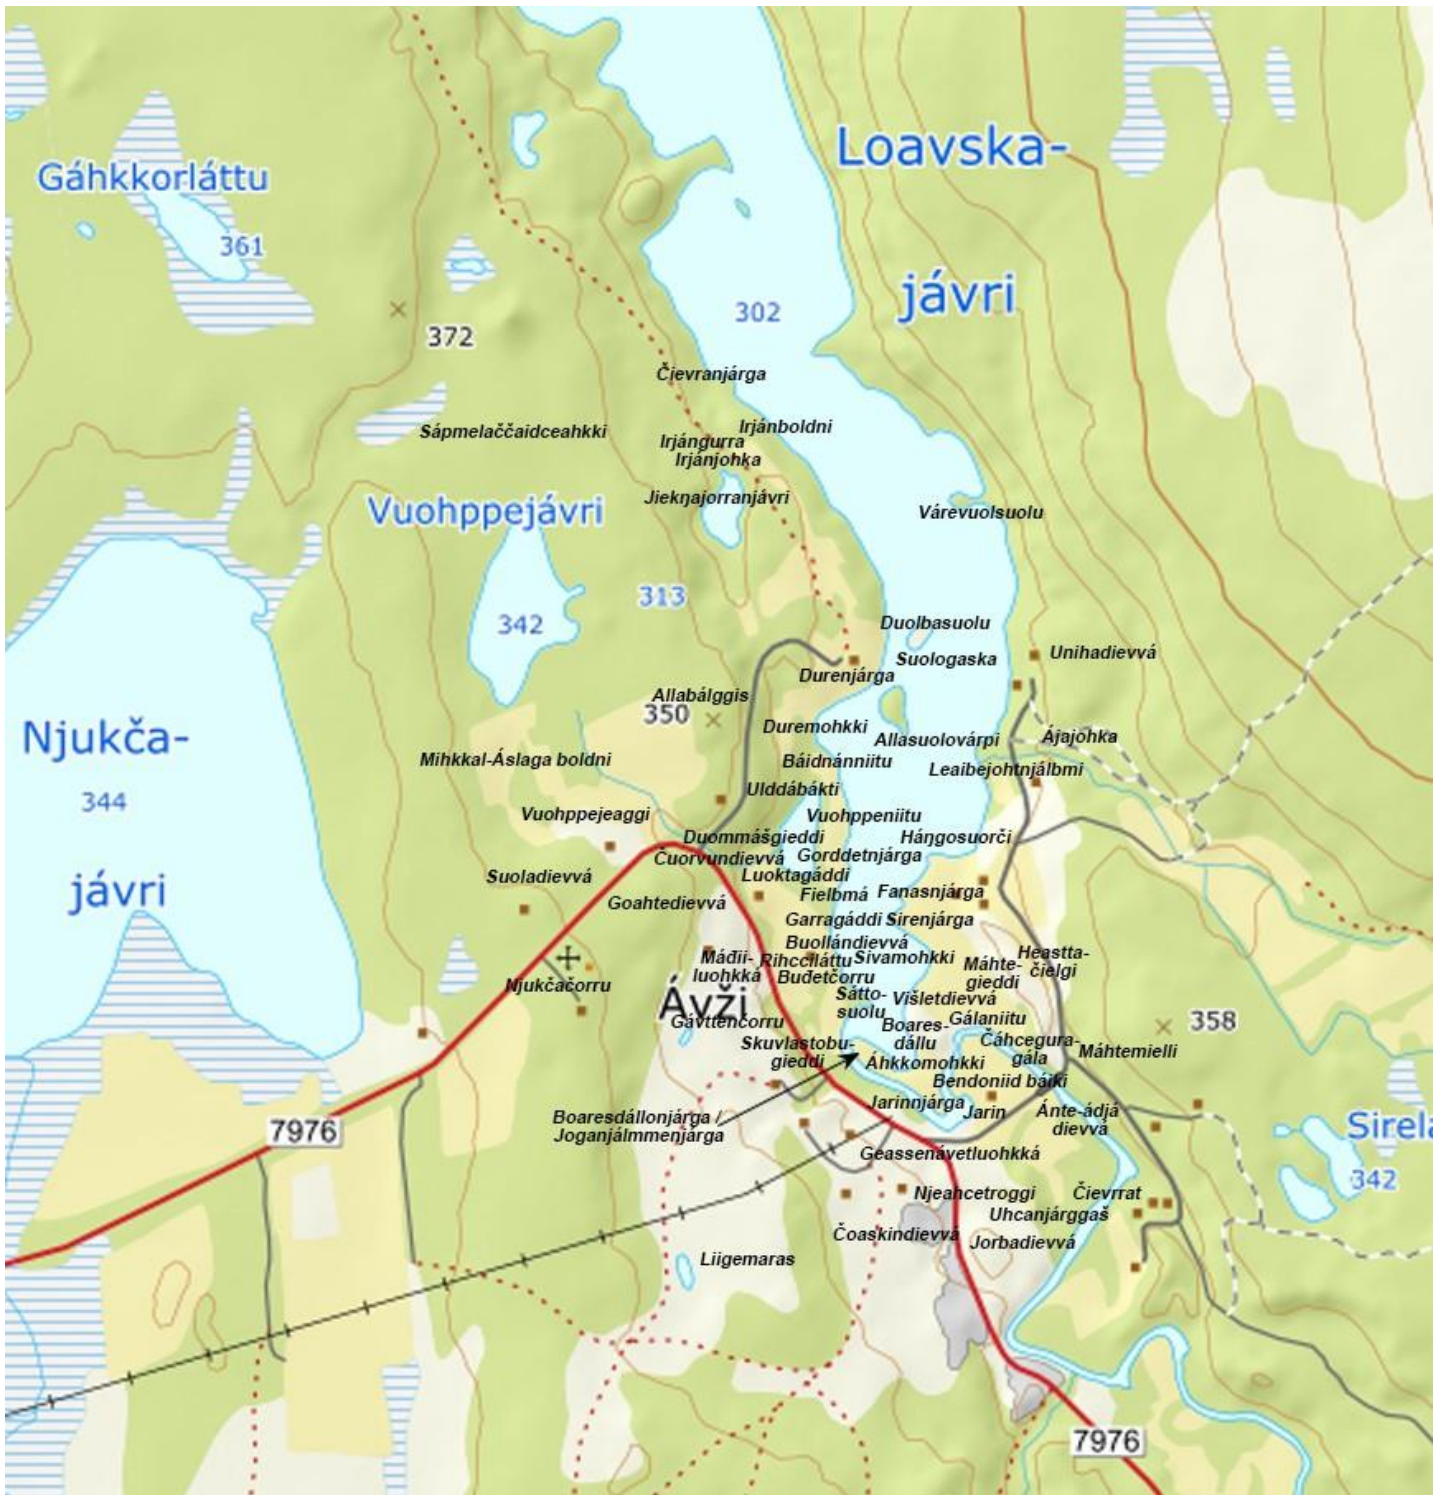 Loavska-
Gáhkkorláttu
361
jávri
302
372
Čievranjárga
Irjánboldni
Sápmelaččaidceahkki
Irjángurra
Irjánjohka
Jiekŋajorranjávri
Vuohppejávri
Várevuolsuolu
313
342
Duolbasuolu
Unihadievvá
Suologaska
Durenjárga
Allabálggis
350
Duremohkki
Njukča-
Allasuolovárpi
Ájajohka
Mihkkal-Áslaga boldni
Báidnánniitu
Leaibejohtnjálbmi
Ulddábákti
344
Vuohppejeaggi
Vuohppeniitu
Duommášgieddi
Háŋgosuorči
Čuorvundievvá
Gorddetnjárga
jávri
Suoladievvá
Luoktagáddi
Fielbmá
Fanasnjárga
Goahtedievvá
Garragáddi
Sirenjárga
Buollándievvá
Máđii-
luohkká
Rihcciláttu
Sivamohkki
Heastta-
čielgi
Máhte-
gieddi
Njukčačorru
Buđetčorru
Ávži
Sátto-
suolu
Višletdievvá
Gávttenčorru
Boares-
dállu
Gálaniitu
358
Skuvlastobu-
gieddi
Čáhcegura-
gála
Máhtemielli
Áhkkomohkki
Bendoniid báiki
Jarinnjárga
Jarin
Ánte-ádjá
dievvá
Boaresdállonjárga /
Joganjálmmenjárga
7976
Sirela
342
Geassenávetluohkká
Njeahcetroggi
Čievrrat
Uhcanjárggaš
Čoaskindievvá
Jorbadievvá
Liigemaras
7976